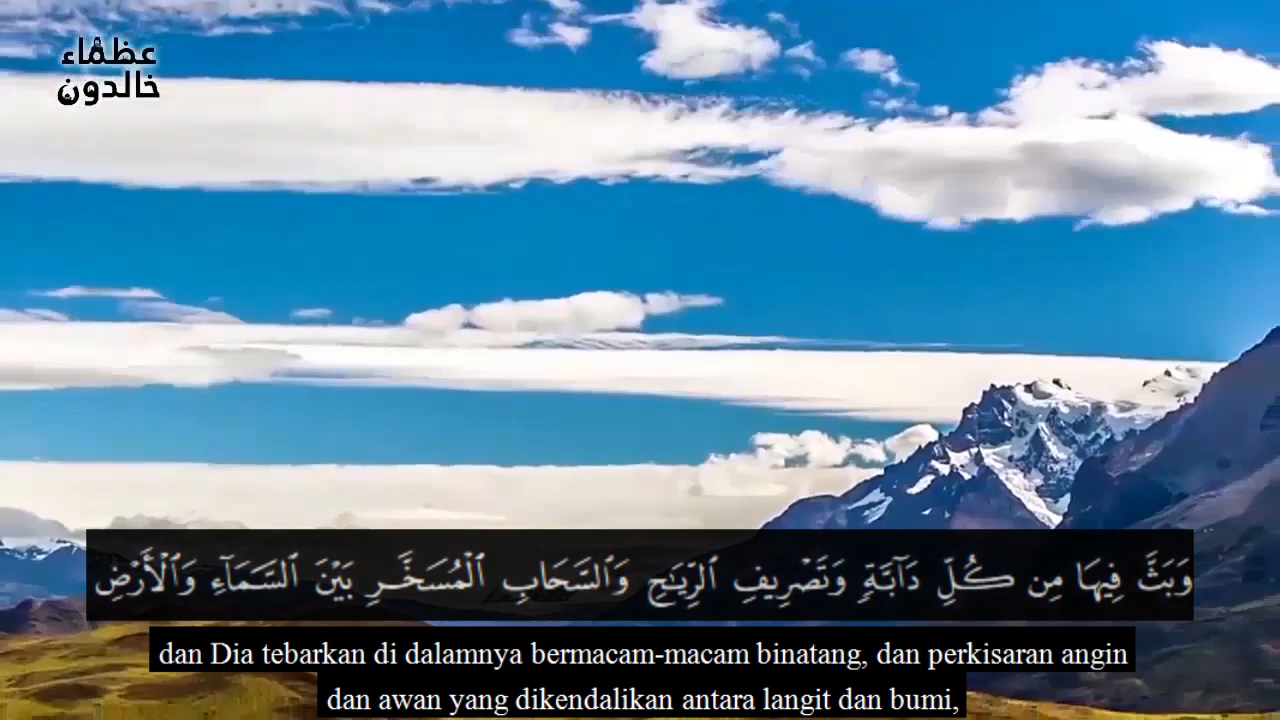 عظماء
خالدون
وَبَثَّ فِيهَا مِن كُلِّ دَآبَّةٍ وَتَصْرِيفِ ٱلرِّيَٰحِ وَٱلسَّحَابِ ٱلْمُسَخَّرِ بَيْنَ ٱلسَّمَآءِ وَٱلْأَرْضِ
dan Dia tebarkan di dalamnya bermacam-macam binatang, dan perkisaran angin
dan awan yang dikendalikan antara langit dan bumi,